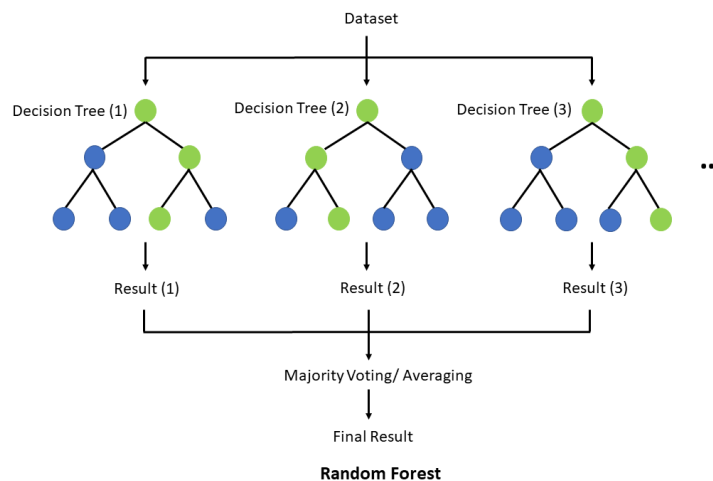 Dataset
Decision Tree (1)
Decision Tree (2)
Decision Tree (3)
..
Result (1)
Result (2)
Result (3)
Majority Voting/ Averaging
Final Result
Random Forest